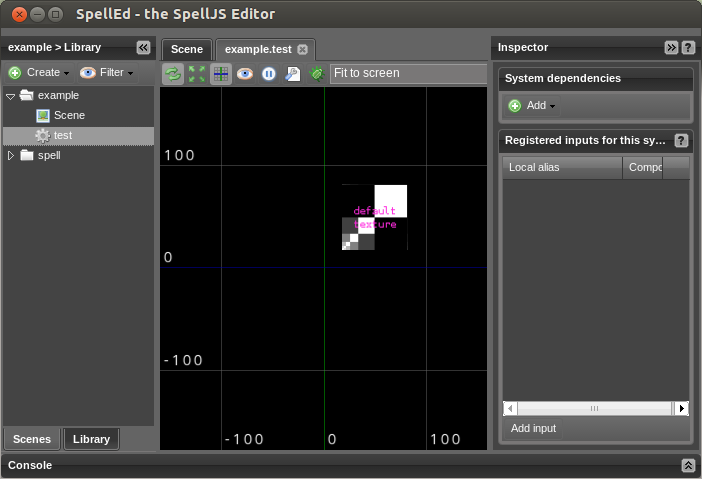 SpellEd - the SpellJS Editor
example > Library
Create
Filter
example
Scene
test
spell
Scenes
Library
Scene
example.test
Fit to screen
100
0
-100
-100
0
100
default
texture
Inspector
System dependencies
Add
Registered inputs for this sy...
Local alias
Compo
Add input
Console